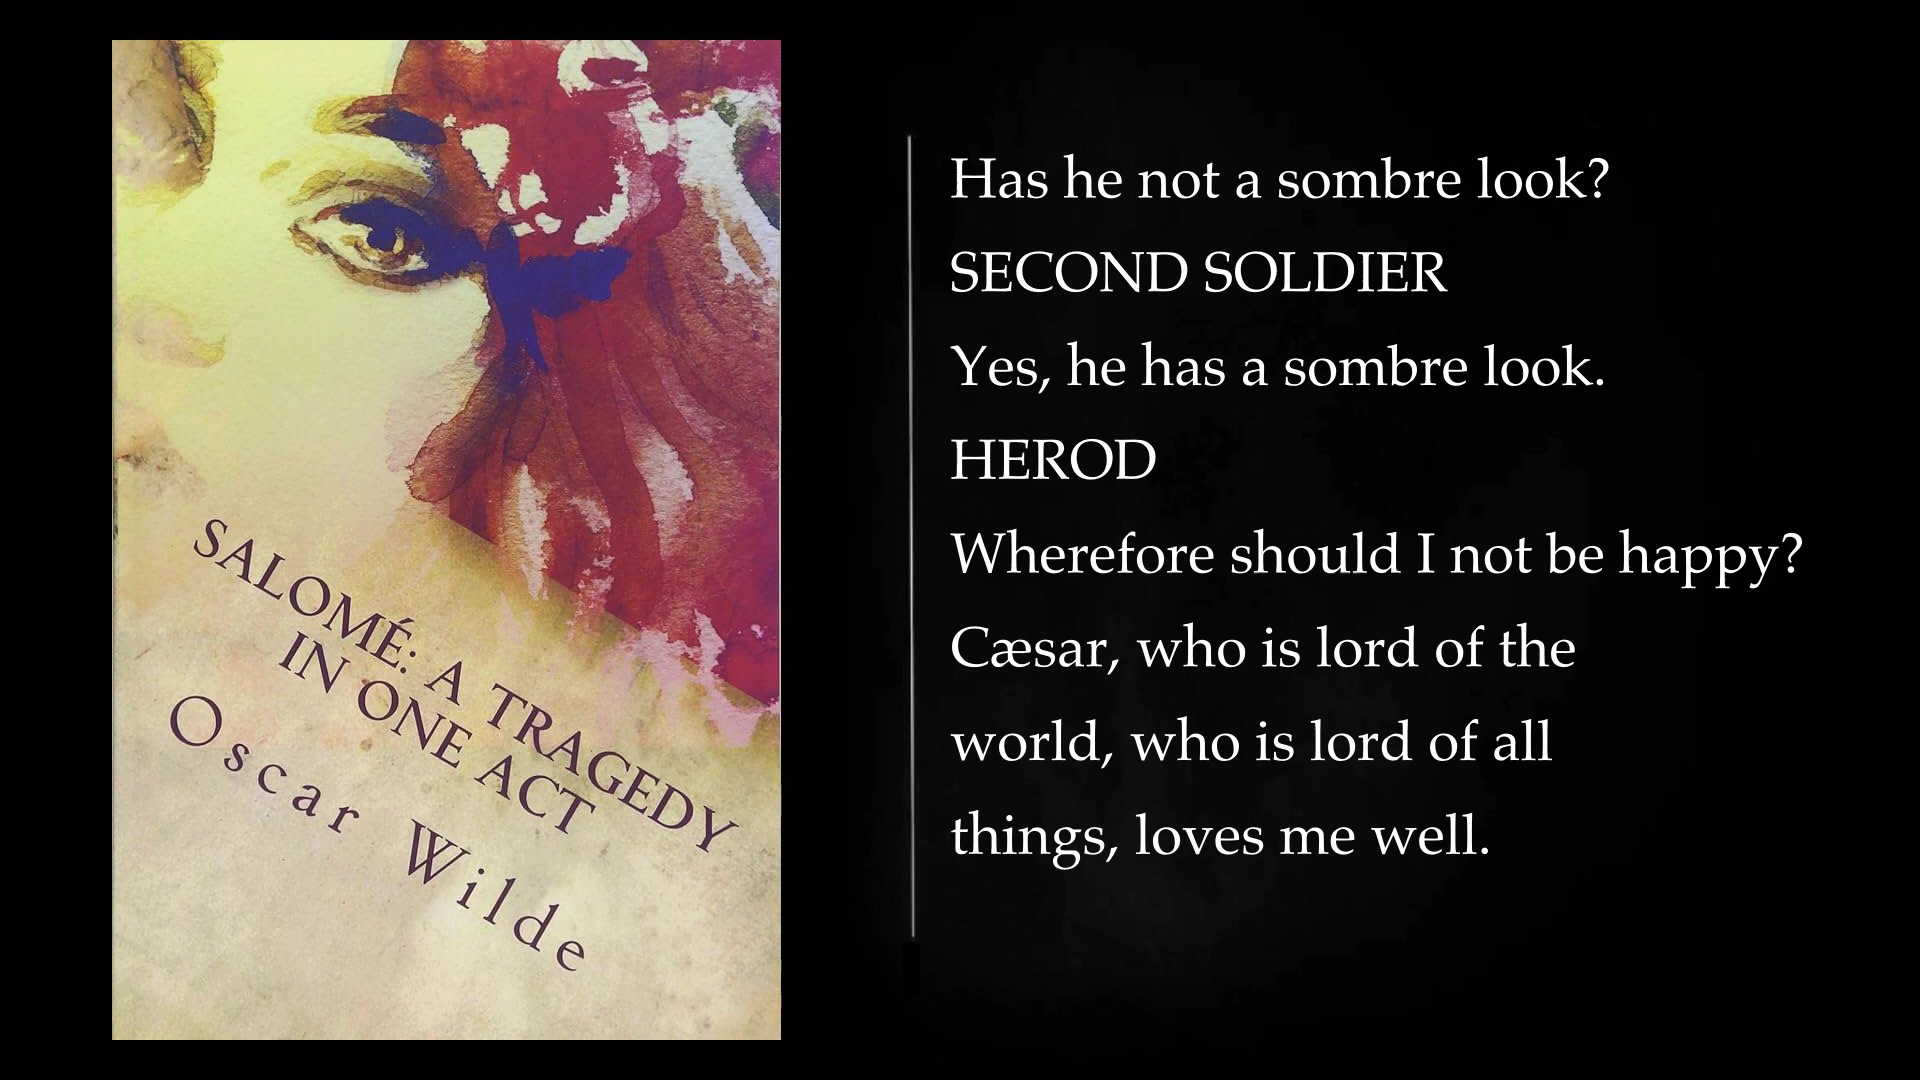 SALOMÉ: A TRAGEDY
IN ONE ACT
Oscar Wilde
Has he not a sombre look?
SECOND SOLDIER
Yes, he has a sombre look.
HEROD
Wherefore should I not be happy?
Cæsar, who is lord of the
world, who is lord of all
things, loves me well.